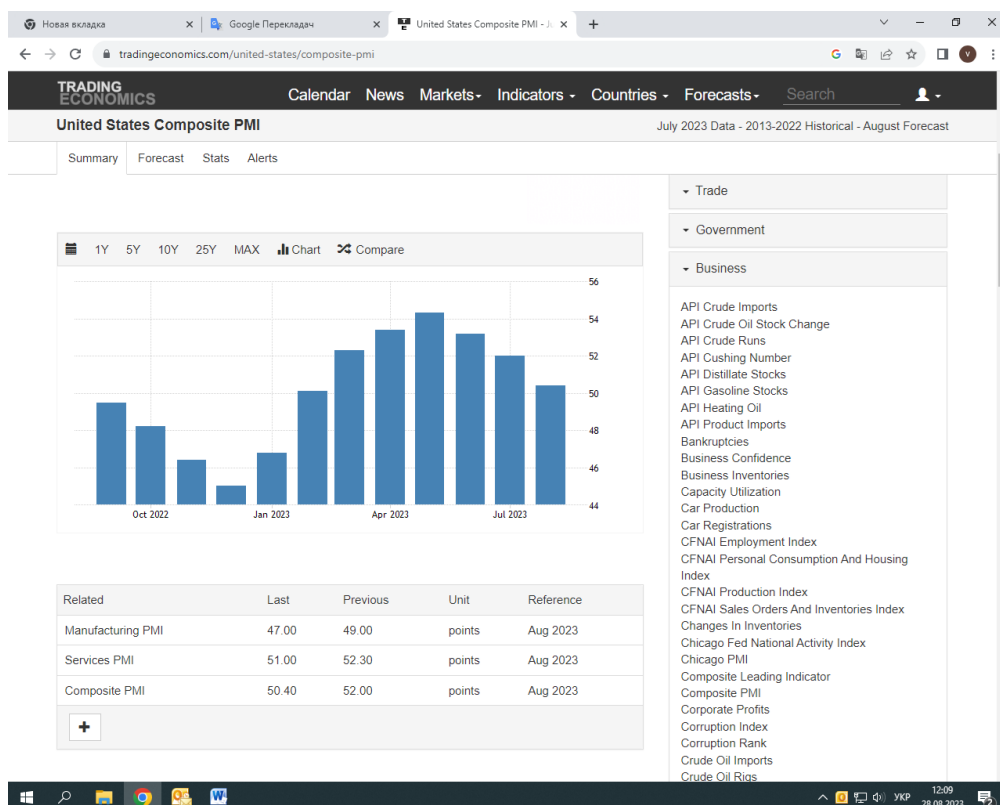 Новая вкладка
Google Перекладач
United States Composite PMI - Ju
tradingeconomics.com/united-states/composite-pmi
V
TRADING ECONOMICS
Calendar News Markets Indicators Countries Forecasts Search
United States Composite PMI
July 2023 Data - 2013-2022 Historical - August Forecast
Summary Forecast Stats Alerts
Trade
Government
Business
1Y 5Y 10Y 25Y MAX Chart Compare
56
54
52
50
48
46
44
Oct 2022 Jan 2023 Apr 2023 Jul 2023
Related Last Previous Unit Reference
Manufacturing PMI 47.00 49.00 points Aug 2023
Services PMI 51.00 52.30 points Aug 2023
Composite PMI 50.40 52.00 points Aug 2023
API Crude Imports
API Crude Oil Stock Change
API Crude Runs
API Cushing Number
API Distillate Stocks
API Gasoline Stocks
API Heating Oil
API Product Imports
Bankruptcies
Business Confidence
Business Inventories
Capacity Utilization
Car Production
Car Registrations
CFNAI Employment Index
CFNAI Personal Consumption And Housing
Index
CFNAI Production Index
CFNAI Sales Orders And Inventories Index
Changes In Inventories
Chicago Fed National Activity Index
Chicago PMI
Composite Leading Indicator
Composite PMI
Corporate Profits
Corruption Index
Corruption Rank
Crude Oil Imports
Crude Oil Rigs
УКР
12:09
28.08.2023